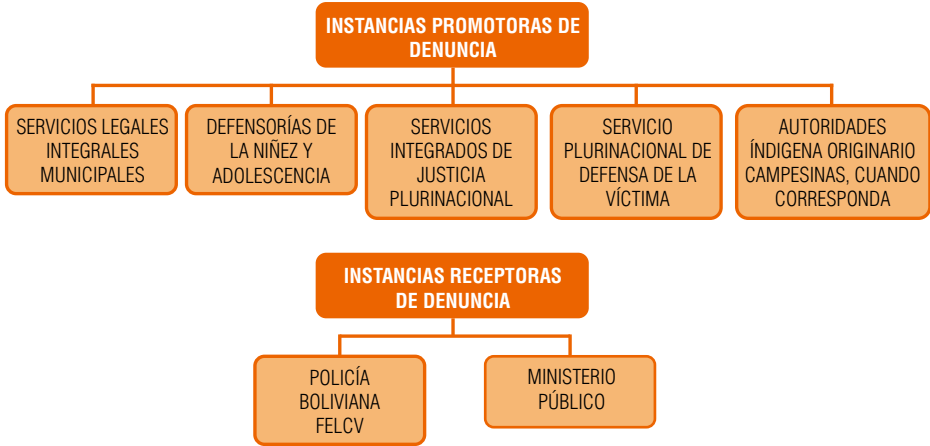 INSTANCIAS PROMOTORAS DE
DENUNCIA
SERVICIOS LEGALES
INTEGRALES
MUNICIPALES
DEFENSORÍAS DE
LA NIÑEZ Y
ADOLESCENCIA
SERVICIOS
INTEGRADOS DE
JUSTICIA
PLURINACIONAL
SERVICIO
PLURINACIONAL DE
DEFENSA DE LA
VÍCTIMA
AUTORIDADES
ÍNDIGENA ORIGINARIO
CAMPESINAS, CUANDO
CORRESPONDA
INSTANCIAS RECEPTORAS
DE DENUNCIA
POLICÍA
BOLIVIANA
FELCV
MINISTERIO
PÚBLICO